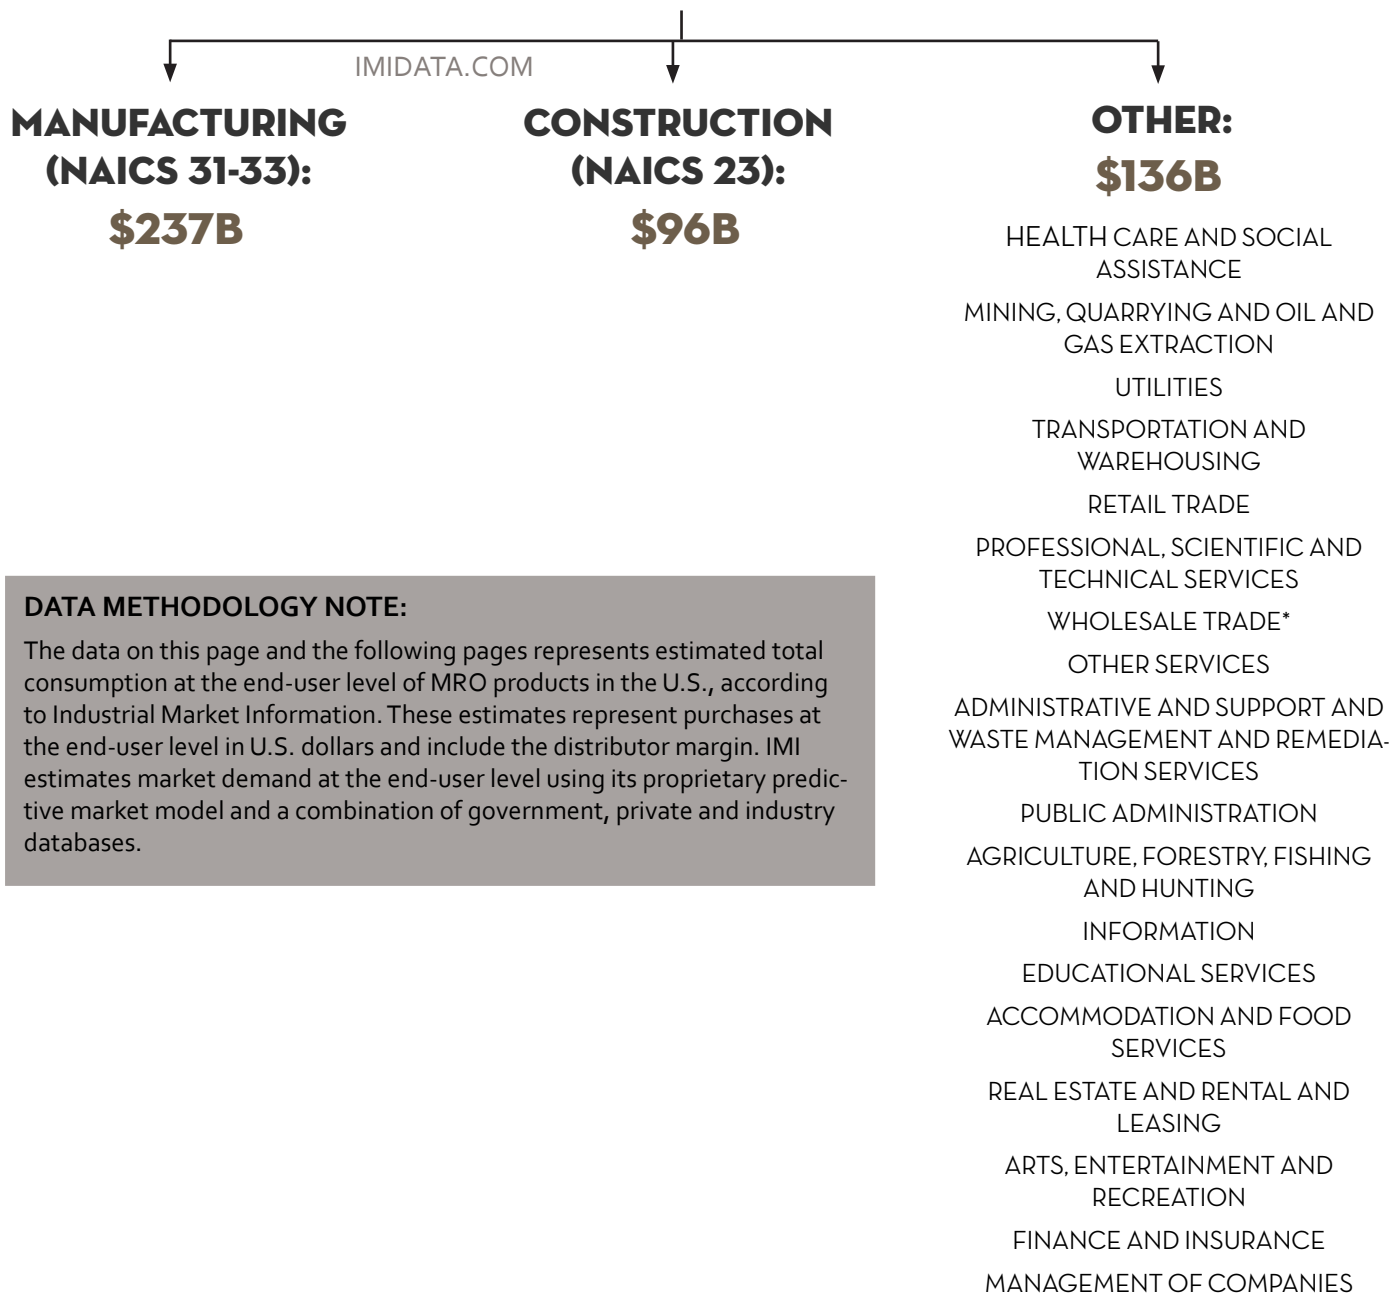 IMIDATA.COM
MANUFACTURING
(NAICS 31-33):
$237B
CONSTRUCTION
(NAICS 23):
$96B
OTHER:
$136B
HEALTH CARE AND SOCIAL
ASSISTANCE
MINING, QUARRYING AND OIL AND
GAS EXTRACTION
UTILITIES
TRANSPORTATION AND
WAREHOUSING
RETAIL TRADE
PROFESSIONAL, SCIENTIFIC AND
TECHNICAL SERVICES
WHOLESALE TRADE*
OTHER SERVICES
ADMINISTRATIVE AND SUPPORT AND
WASTE MANAGEMENT AND REMEDIA-
TION SERVICES
PUBLIC ADMINISTRATION
AGRICULTURE, FORESTRY, FISHING
AND HUNTING
INFORMATION
EDUCATIONAL SERVICES
ACCOMMODATION AND FOOD
SERVICES
REAL ESTATE AND RENTAL AND
LEASING
ARTS, ENTERTAINMENT AND
RECREATION
FINANCE AND INSURANCE
MANAGEMENT OF COMPANIES
DATA METHODOLOGY NOTE:
The data on this page and the following pages represents estimated total
consumption at the end-user level of MRO products in the U.S., according
to Industrial Market Information. These estimates represent purchases at
the end-user level in U.S. dollars and include the distributor margin. IMI
estimates market demand at the end-user level using its proprietary predic-
tive market model and a combination of government, private and industry
databases.